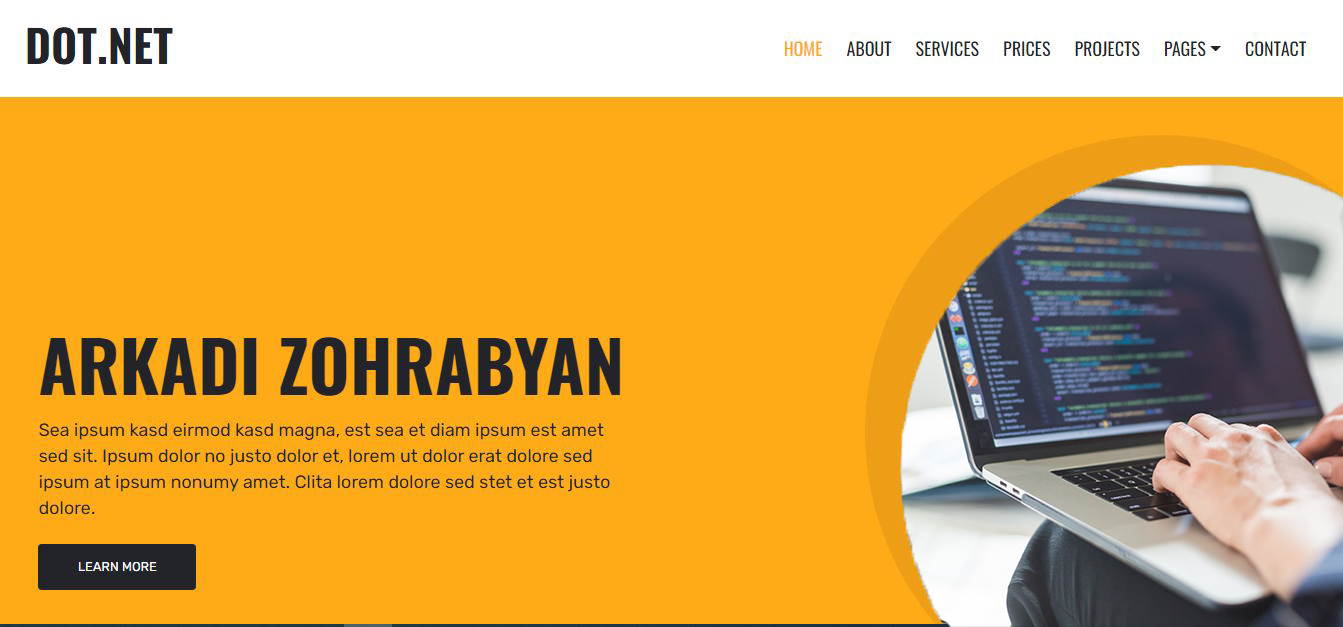 DOT.NET
HOME ABOUT SERVICES PRICES PROJECTS PAGES CONTACT
ARKADI ZOHRABYAN
Sea ipsum kasd eirmod kasd magna, est sea et diam ipsum est amet
sed sit. Ipsum dolor no justo dolor et, lorem ut dolor erat dolore sed
ipsum at ipsum nonumy amet. Clita lorem dolore sed stet et est justo
dolore.
LEARN MORE